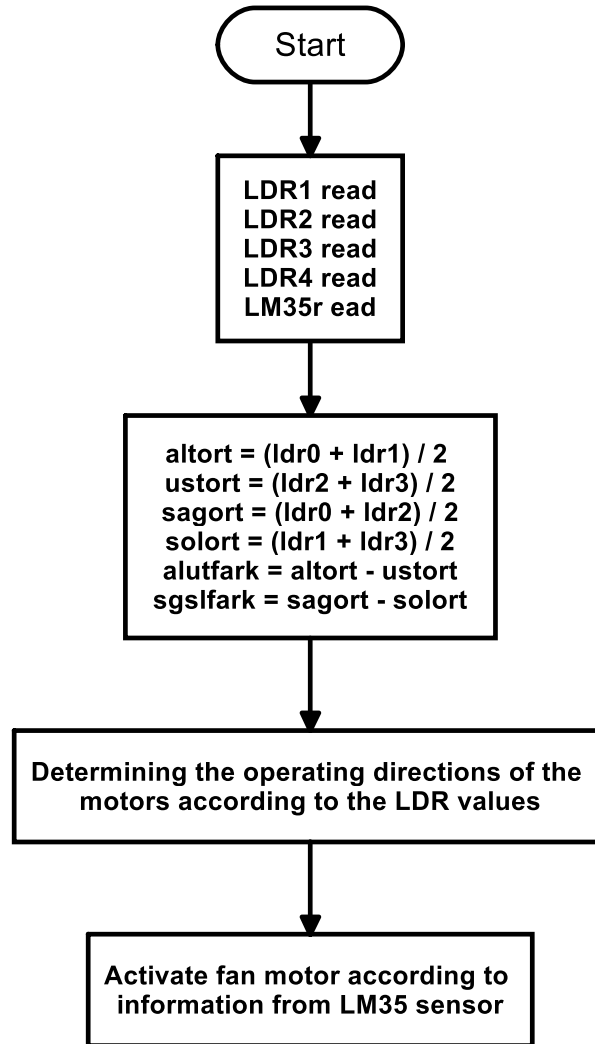 Start
LDR1 read
LDR2 read
LDR3 read
LDR4 read
LM35r ead
altort = (ldr0 + ldr1) / 2
ustort = (ldr2 + ldr3) / 2
sagort = (ldr0 + ldr2) / 2
solort = (ldr1 + ldr3) / 2
alutfark = altort - ustort
sgslfark = sagort - solort
Determining the operating directions of the
motors according to the LDR values
Activate fan motor according to
information from LM35 sensor